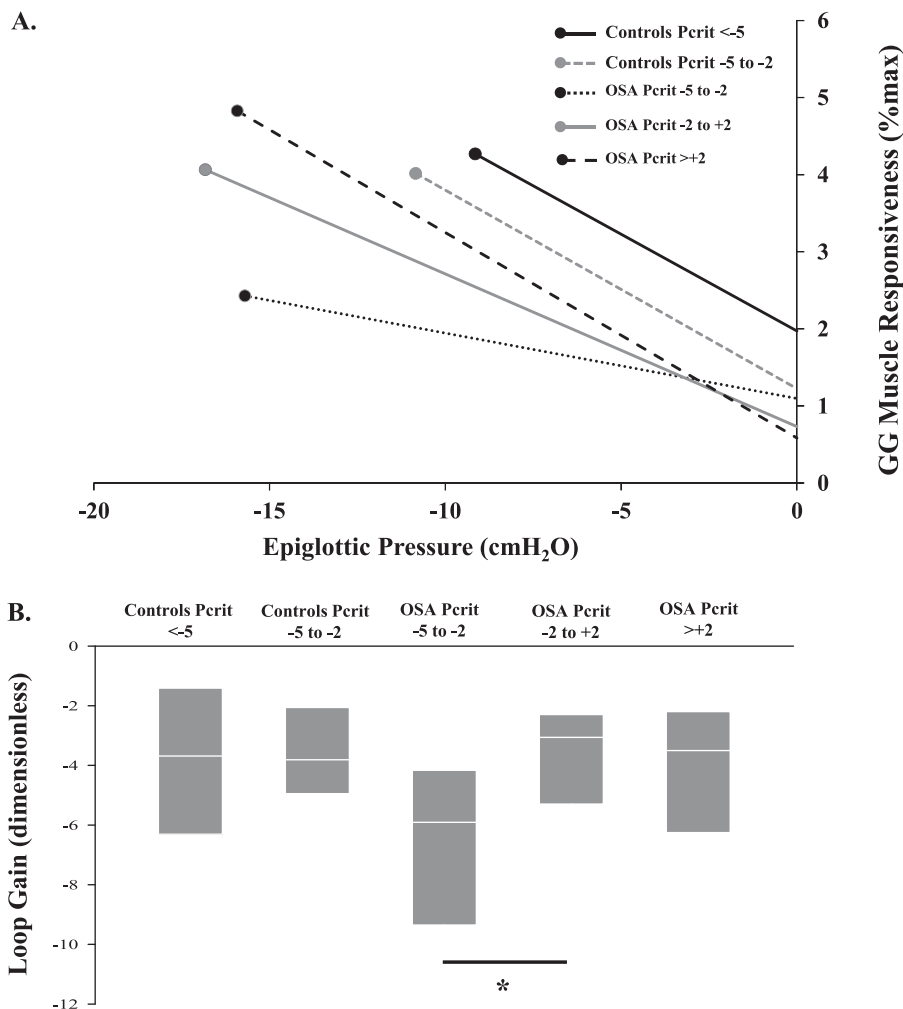 A.
Controls Pcrit <-5
Controls Pcrit -5 to -2
OSA Pcrit -5 to -2
OSA Pcrit -2 to +2
OSA Pcrit >+2
6
5
4
3
2
1
0
GG Muscle Responsiveness (%max)
-20
-15
-10
-5
0
Epiglottic Pressure (cmH₂O)
B.
Controls Pcrit
<-5
Controls Pcrit
-5 to -2
OSA Pcrit
-5 to -2
OSA Pcrit
-2 to +2
OSA Pcrit
>+2
0
-2
-4
-6
-8
-10
-12
Loop Gain (dimensionless)
*